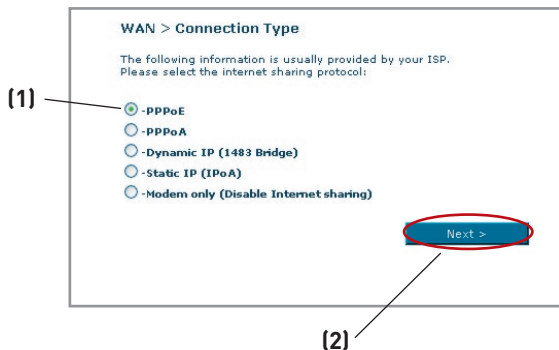 WAN > Connection Type
The following information is usually provided by your ISP.
Please select the internet sharing protocol:
(1)
-PPPoE
-PPPoA
-Dynamic IP (1483 Bridge)
-Static IP (IPoA)
-Modem only (Disable Internet sharing)
Next >
(2)